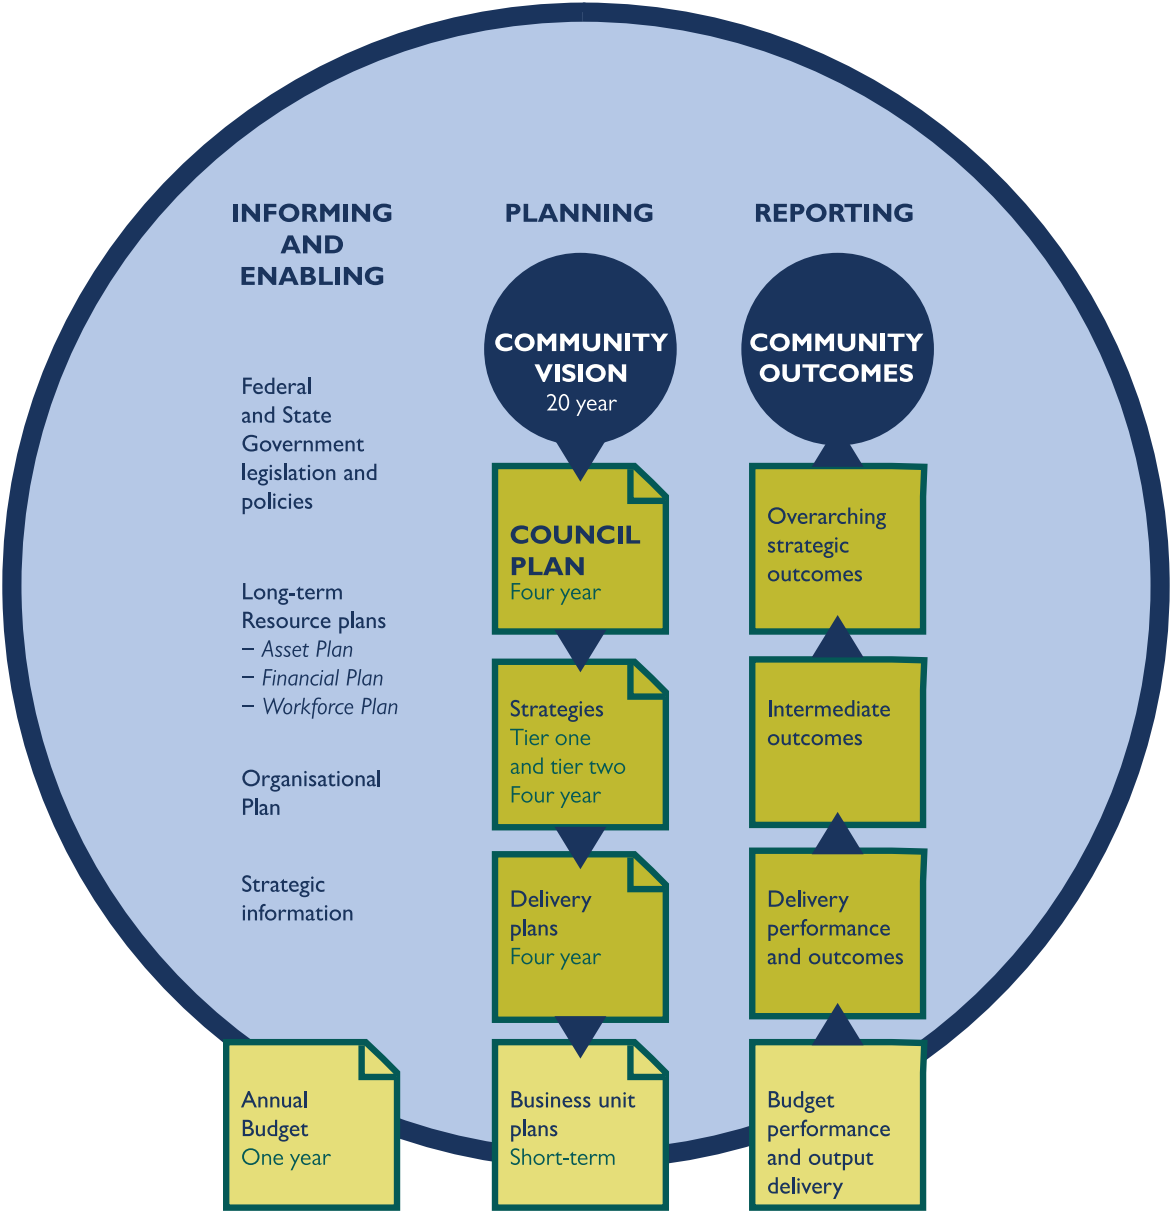 INFORMING
AND
ENABLING
Federal
and State
Government
legislation and
policies
Long-term
Resource plans
– Asset Plan
– Financial Plan
– Workforce Plan
Organisational
Plan
Strategic
information
Annual
Budget
One year
PLANNING
COMMUNITY
VISION
20 year
COUNCIL
PLAN
Four year
Strategies
Tier one
and tier two
Four year
Delivery
plans
Four year
Business unit
plans
Short-term
REPORTING
COMMUNITY
OUTCOMES
Overarching
strategic
outcomes
Intermediate
outcomes
Delivery
performance
and outcomes
Budget
performance
and output
delivery